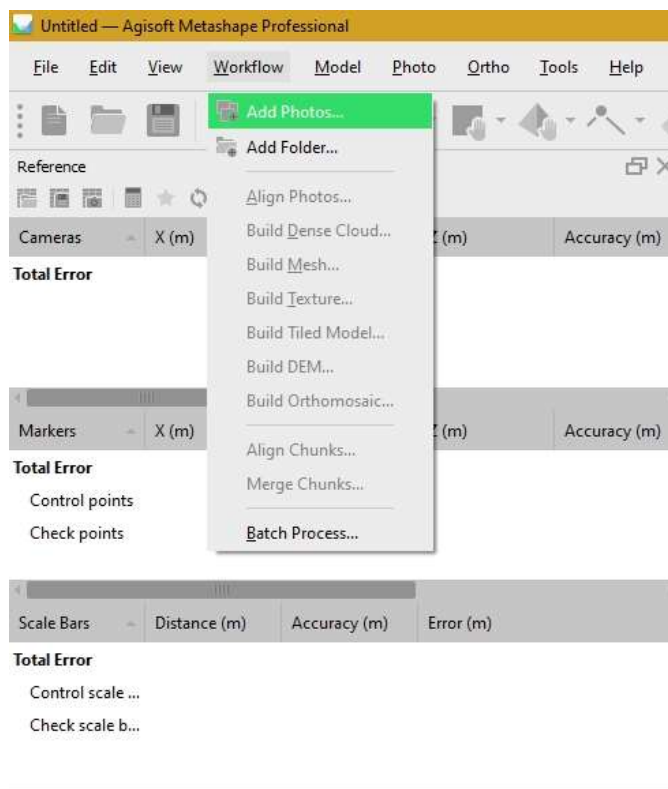 Untitled — Agisoft Metashape Professional
File Edit View Workflow Model Photo Ortho Tools Help
Add Photos...
Add Folder...
Align Photos...
Build Dense Cloud...
Build Mesh...
Build Texture...
Build Tiled Model...
Build DEM...
Build Orthomosaic...
Align Chunks...
Merge Chunks...
Batch Process...
Reference
Cameras X (m) (m) Accuracy (m)
Total Error
Markers X (m) (m) Accuracy (m)
Total Error
Control points
Check points
Scale Bars Distance (m) Accuracy (m) Error (m)
Total Error
Control scale ...
Check scale b...